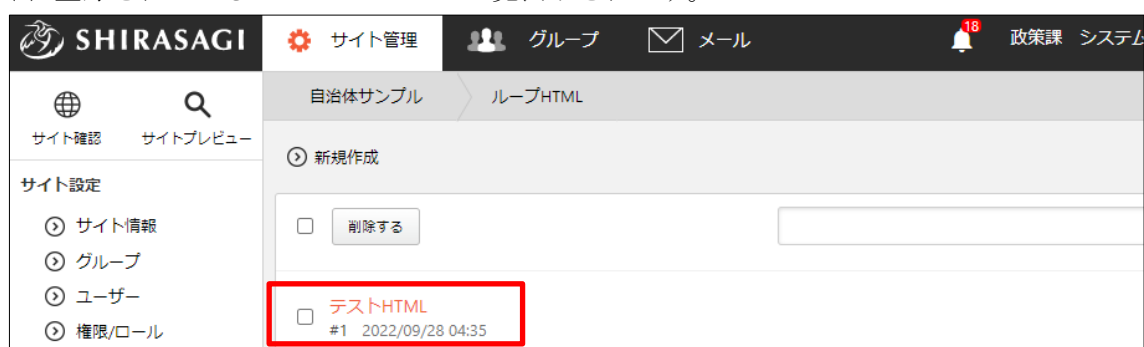 SHIRASAGI
サイト管理
グループ
メール
18
政策課 システム
サイト確認
サイトプレビュー
自治体サンプル
ループHTML
新規作成
サイト設定
サイト情報
グループ
ユーザー
権限/ロール
削除する
テストHTML
#1 2022/09/28 04:35